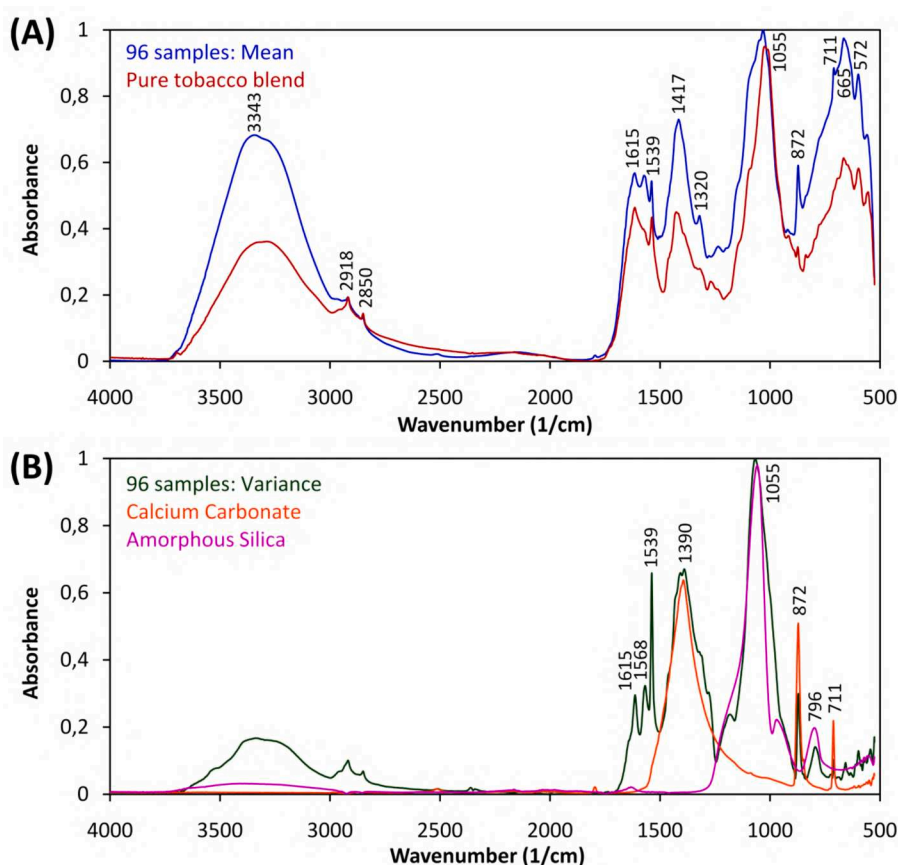 (A)
96 samples: Mean
Pure tobacco blend
1
0,8
0,6
0,4
0,2
0
Absorbance
3343
2918
2850
1615
1539
1417
1320
1055
872
711
665
572
4000 3500 3000 2500 2000 1500 1000 500
Wavenumber (1/cm)
(B)
96 samples: Variance
Calcium Carbonate
Amorphous Silica
1
0,8
0,6
0,4
0,2
0
Absorbance
1615
1568
1539
1390
1055
872
796
711
4000 3500 3000 2500 2000 1500 1000 500
Wavenumber (1/cm)